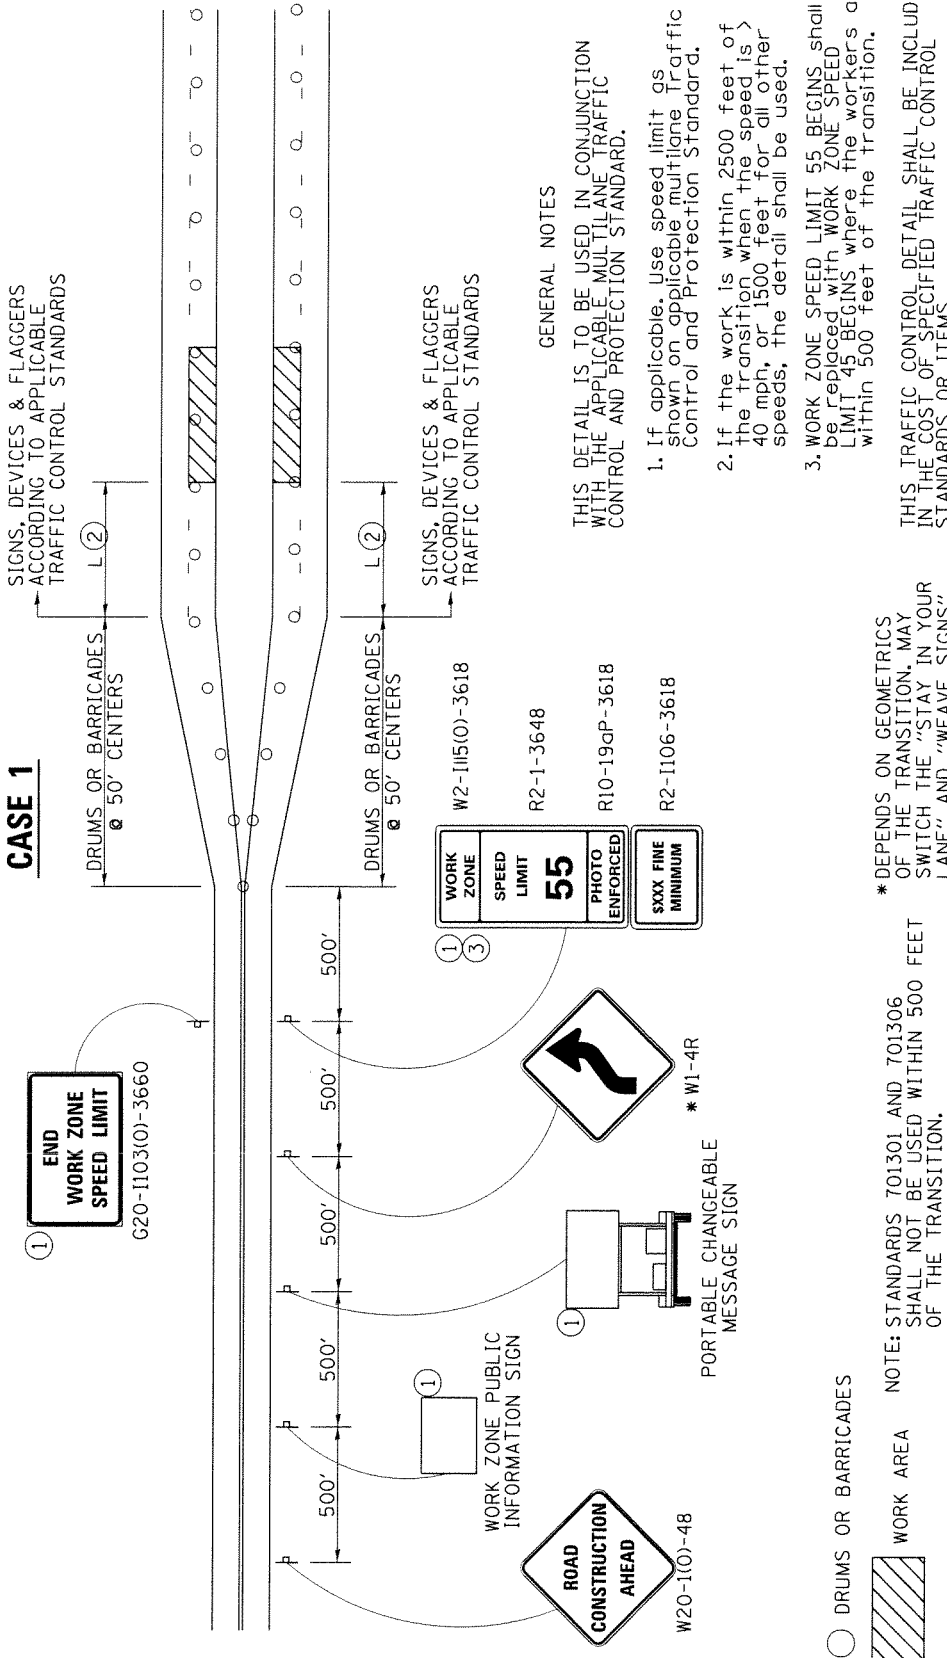 CASE 1
SIGNS, DEVICES & FLAGGERS
ACCORDING TO APPLICABLE
TRAFFIC CONTROL STANDARDS
L 2
DRUMS OR BARRICADES
@ 50' CENTERS
END
WORK ZONE
SPEED LIMIT
1
G20-I103(O)-3660
500'
500'
500'
500'
500'
DRUMS OR BARRICADES
@ 50' CENTERS
L 2
SIGNS, DEVICES & FLAGGERS
ACCORDING TO APPLICABLE
TRAFFIC CONTROL STANDARDS
ROAD
CONSTRUCTION
AHEAD
W20-1(O)-48
1
WORK ZONE PUBLIC
INFORMATION SIGN
1
PORTABLE CHANGEABLE
MESSAGE SIGN
* W1-4R
1
3
WORK
ZONE
SPEED
LIMIT
55
PHOTO
ENFORCED
$XXX FINE
MINIMUM
W2-I115(O)-3618
R2-1-3648
R10-19aP-3618
R2-I106-3618
GENERAL NOTES
THIS DETAIL IS TO BE USED IN CONJUNCTION
WITH THE APPLICABLE MULTILANE TRAFFIC
CONTROL AND PROTECTION STANDARD.
1. If applicable. Use speed limit as
shown on applicable multilane Traffic
Control and Protection Standard.
2. If the work is within 2500 feet of
the transition when the speed is >
40 mph, or 1500 feet for all other
speeds, the detail shall be used.
3. WORK ZONE SPEED LIMIT 55 BEGINS shall
be replaced with WORK ZONE SPEED
LIMIT 45 BEGINS where the workers a
within 500 feet of the transition.
THIS TRAFFIC CONTROL DETAIL SHALL BE INCLUD
IN THE COST OF SPECIFIED TRAFFIC CONTROL
STANDARDS OR ITEMS
DRUMS OR BARRICADES
WORK AREA
NOTE: STANDARDS 701301 AND 701306
SHALL NOT BE USED WITHIN 500 FEET
OF THE TRANSITION.
* DEPENDS ON GEOMETRICS
OF THE TRANSITION. MAY
SWITCH THE "STAY IN YOUR
LANE" AND "WEAVE SIGNS"